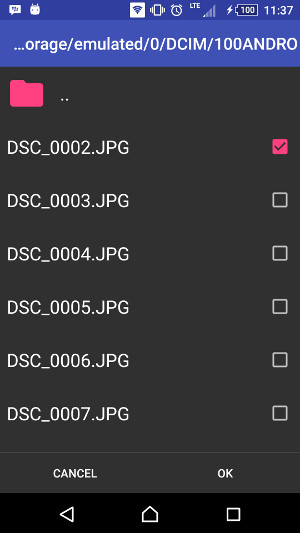 LTE 100 11:37
...orage/emulated/0/DCIM/100ANDRO
..
DSC_0002.JPG
DSC_0003.JPG
DSC_0004.JPG
DSC_0005.JPG
DSC_0006.JPG
DSC_0007.JPG
CANCEL OK